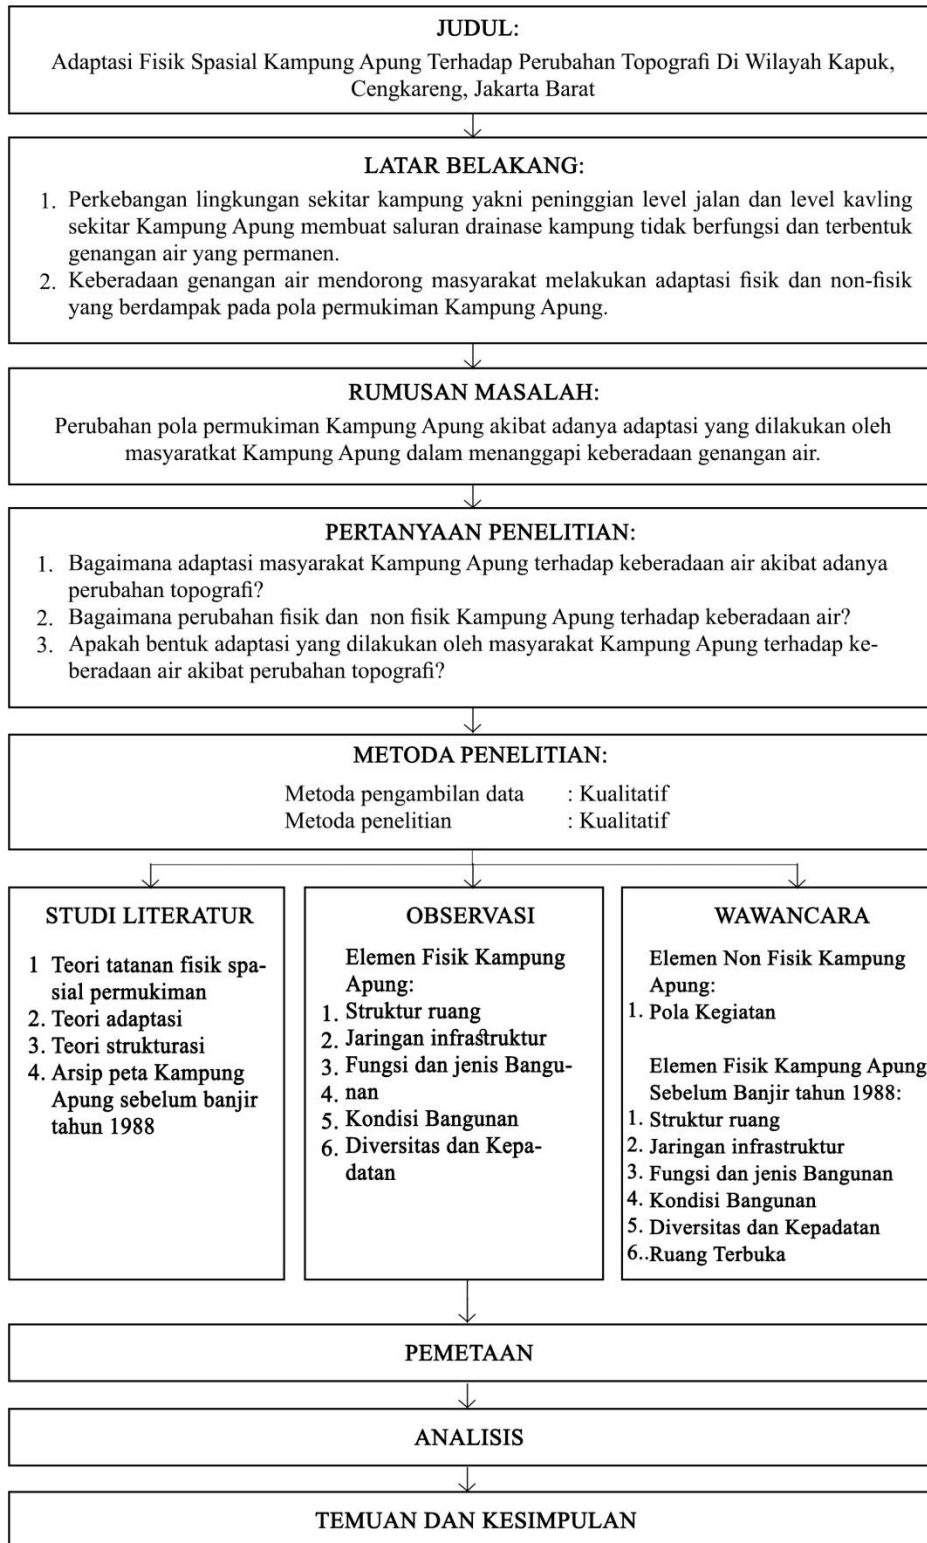 JUDUL:
Adaptasi Fisik Spasial Kampung Apung Terhadap Perubahan Topografi Di Wilayah Kapuk,
Cengkareng, Jakarta Barat
LATAR BELAKANG:
1. Perkebangan lingkungan sekitar kampung yakni peninggian level jalan dan level kavling
sekitar Kampung Apung membuat saluran drainase kampung tidak berfungsi dan terbentuk
genangan air yang permanen.
2. Keberadaan genangan air mendorong masyarakat melakukan adaptasi fisik dan non-fisik
yang berdampak pada pola permukiman Kampung Apung.
RUMUSAN MASALAH:
Perubahan pola permukiman Kampung Apung akibat adanya adaptasi yang dilakukan oleh
masyaratkat Kampung Apung dalam menanggapi keberadaan genangan air.
PERTANYAAN PENELITIAN:
1. Bagaimana adaptasi masyarakat Kampung Apung terhadap keberadaan air akibat adanya
perubahan topografi?
2. Bagaimana perubahan fisik dan non fisik Kampung Apung terhadap keberadaan air?
3. Apakah bentuk adaptasi yang dilakukan oleh masyarakat Kampung Apung terhadap ke-
beradaan air akibat perubahan topografi?
METODA PENELITIAN:
Metoda pengambilan data : Kualitatif
Metoda penelitian : Kualitatif
STUDI LITERATUR
1 Teori tatanan fisik spa-
sial permukiman
2. Teori adaptasi
3. Teori strukturasi
4. Arsip peta Kampung
Apung sebelum banjir
tahun 1988
OBSERVASI
Elemen Fisik Kampung
Apung:
1. Struktur ruang
2. Jaringan infrastruktur
3. Fungsi dan jenis Bangu-
4. nan
5. Kondisi Bangunan
6. Diversitas dan Kepa-
datan
WAWANCARA
Elemen Non Fisik Kampung
Apung:
1. Pola Kegiatan
Elemen Fisik Kampung Apung
Sebelum Banjir tahun 1988:
1. Struktur ruang
2. Jaringan infrastruktur
3. Fungsi dan jenis Bangunan
4. Kondisi Bangunan
5. Diversitas dan Kepadatan
6..Ruang Terbuka
PEMETAAN
ANALISIS
TEMUAN DAN KESIMPULAN